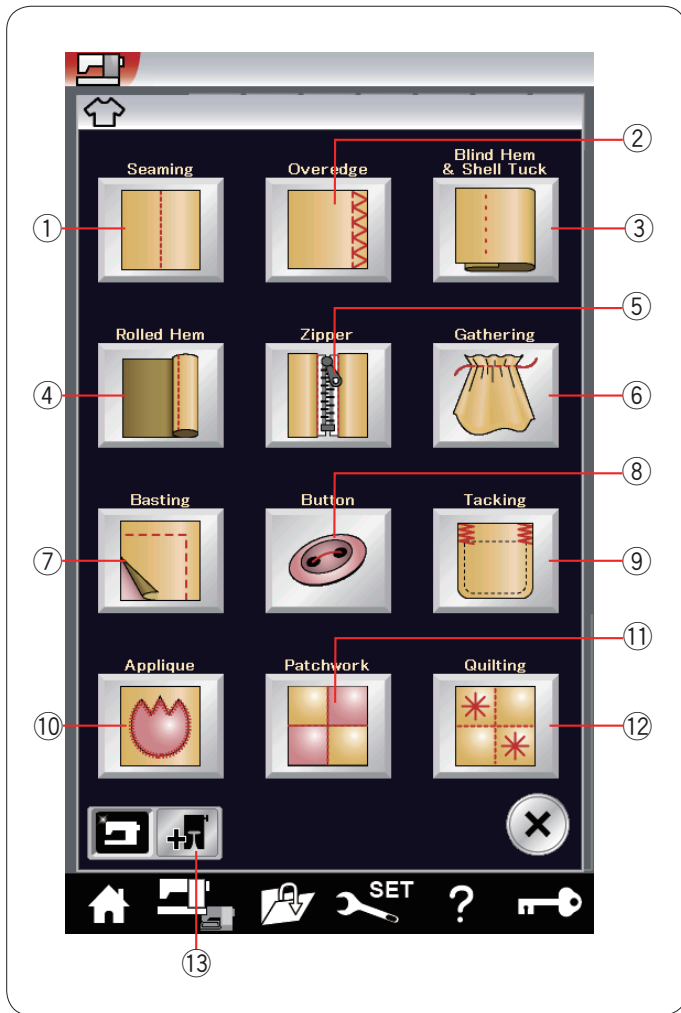 ②
Seaming Overedge Blind Hem
& Shell Tuck
① ③
⑤
Rolled Hem Zipper Gathering
④ ⑥
⑧
Basting Button Tacking
⑦ ⑨
⑪
Applique Patchwork Quilting
⑩ ⑫
SET
?
⑬